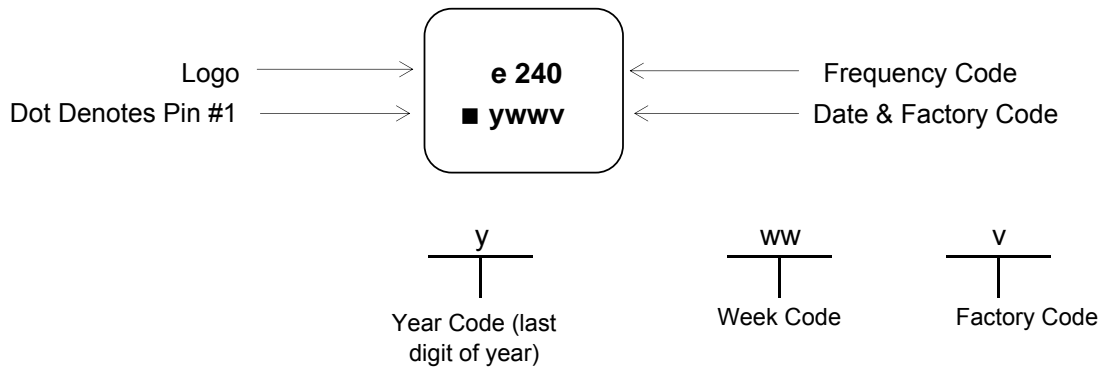 Logo
e 240
Frequency Code
Dot Denotes Pin #1
■ ywwv
Date & Factory Code
y
ww
v
Year Code (last
digit of year)
Week Code
Factory Code